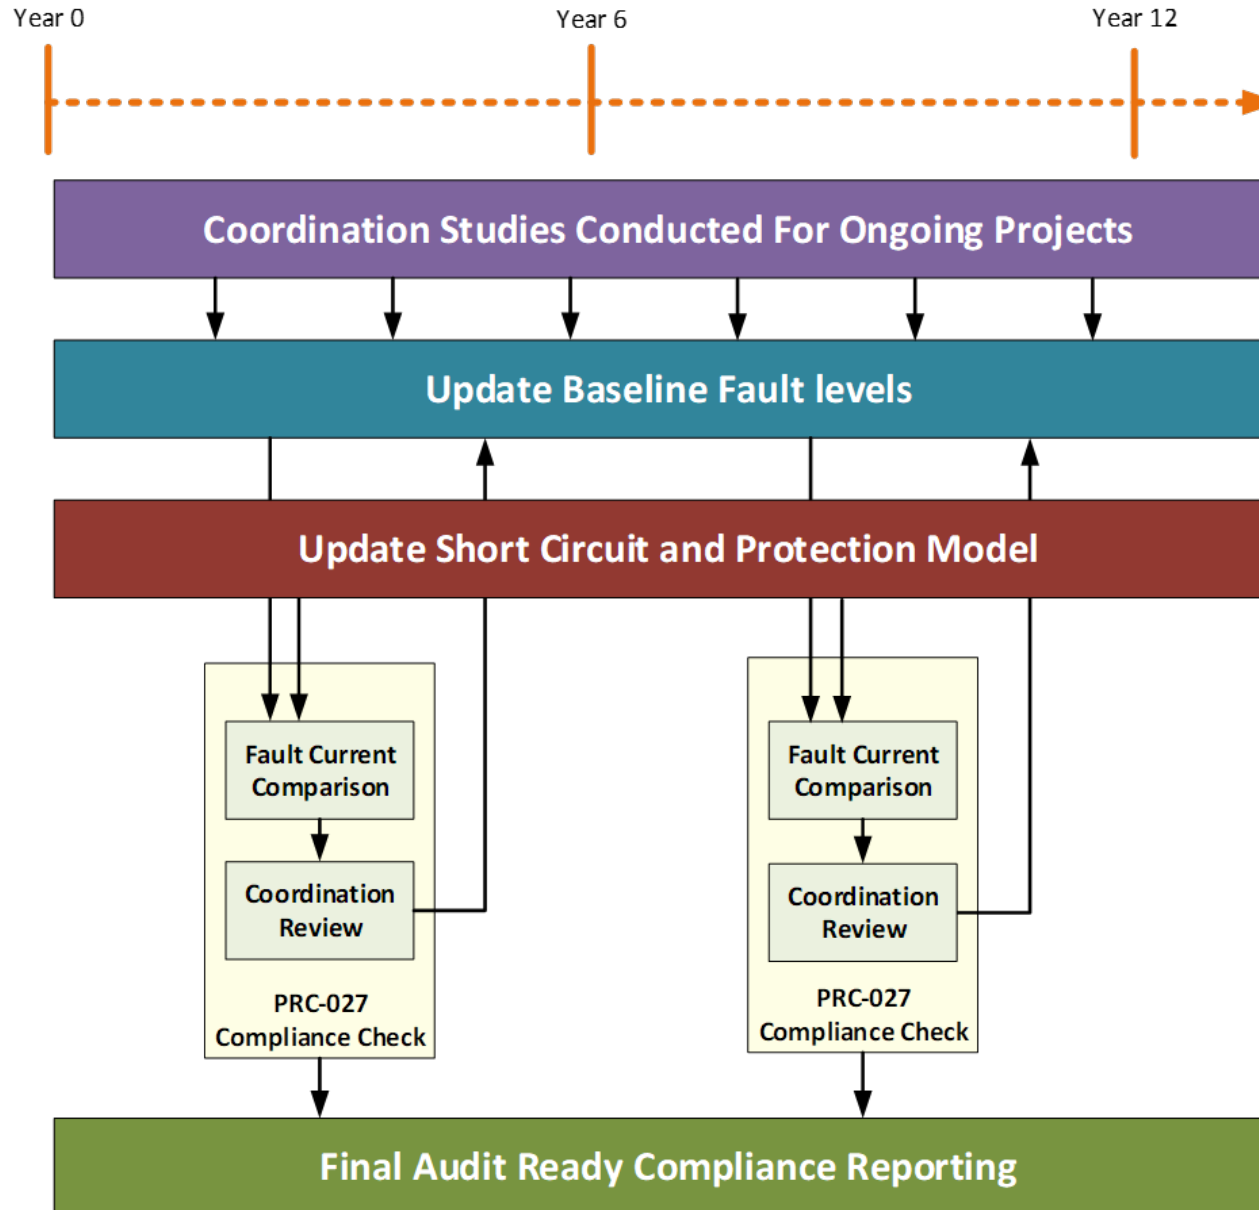 Year 0
Year 6
Year 12
Coordination Studies Conducted For Ongoing Projects
Update Baseline Fault levels
Update Short Circuit and Protection Model
Fault Current
Comparison
Coordination
Review
PRC-027
Compliance Check
Fault Current
Comparison
Coordination
Review
PRC-027
Compliance Check
Final Audit Ready Compliance Reporting